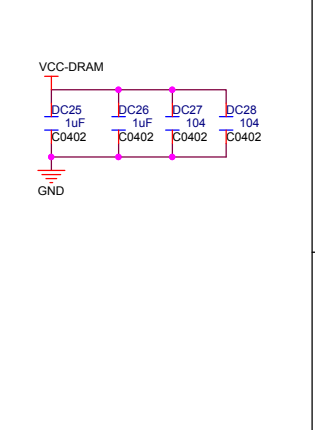 VCC-DRAM
DC25 DC26 DC27 DC28
1uF 1uF 104 104
C0402 C0402 C0402 C0402
GND